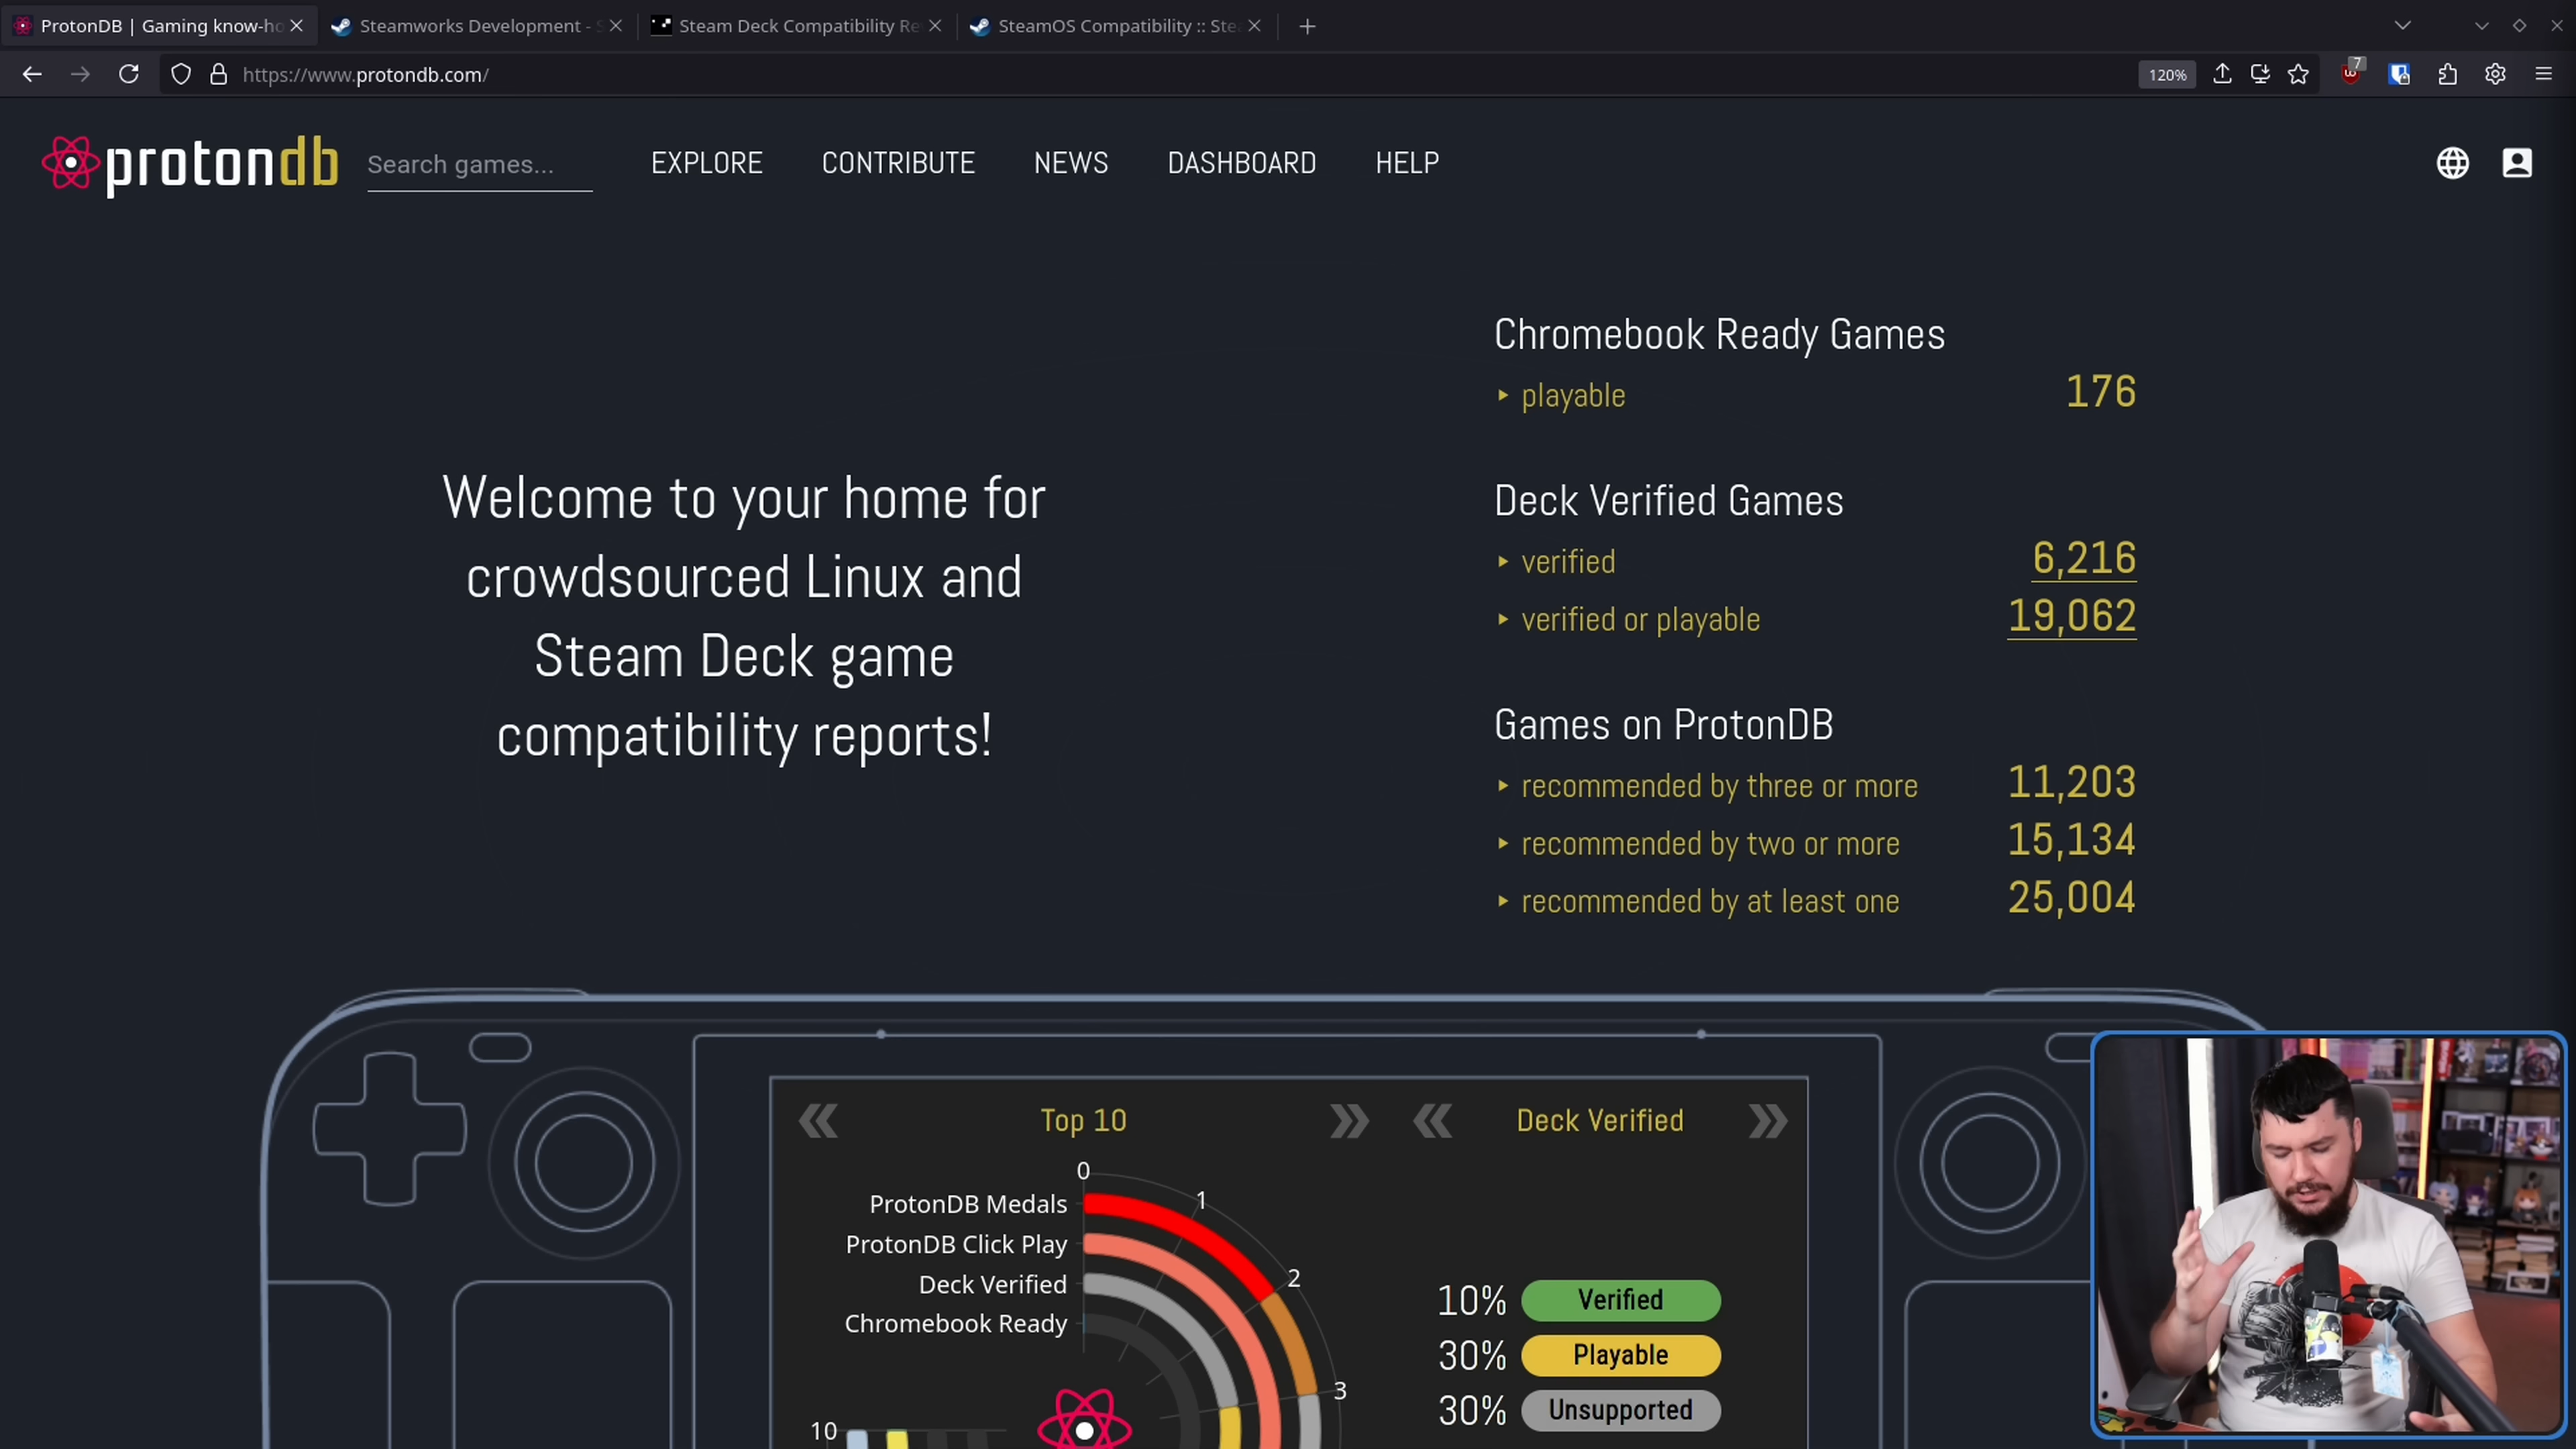 ProtonDB | Gaming know-ho
Steamworks Development - S
Steam Deck Compatibility Re
SteamOS Compatibility :: Ste
https://www.protondb.com/
120%
7
protondb
Search games...
EXPLORE
CONTRIBUTE
NEWS
DASHBOARD
HELP
Welcome to your home for
crowdsourced Linux and
Steam Deck game
compatibility reports!
Chromebook Ready Games
playable 176
Deck Verified Games
verified 6,216
verified or playable 19,062
Games on ProtonDB
recommended by three or more 11,203
recommended by two or more 15,134
recommended by at least one 25,004
Top 10
0
1
2
3
ProtonDB Medals
ProtonDB Click Play
Deck Verified
Chromebook Ready
10
Deck Verified
10% Verified
30% Playable
30% Unsupported